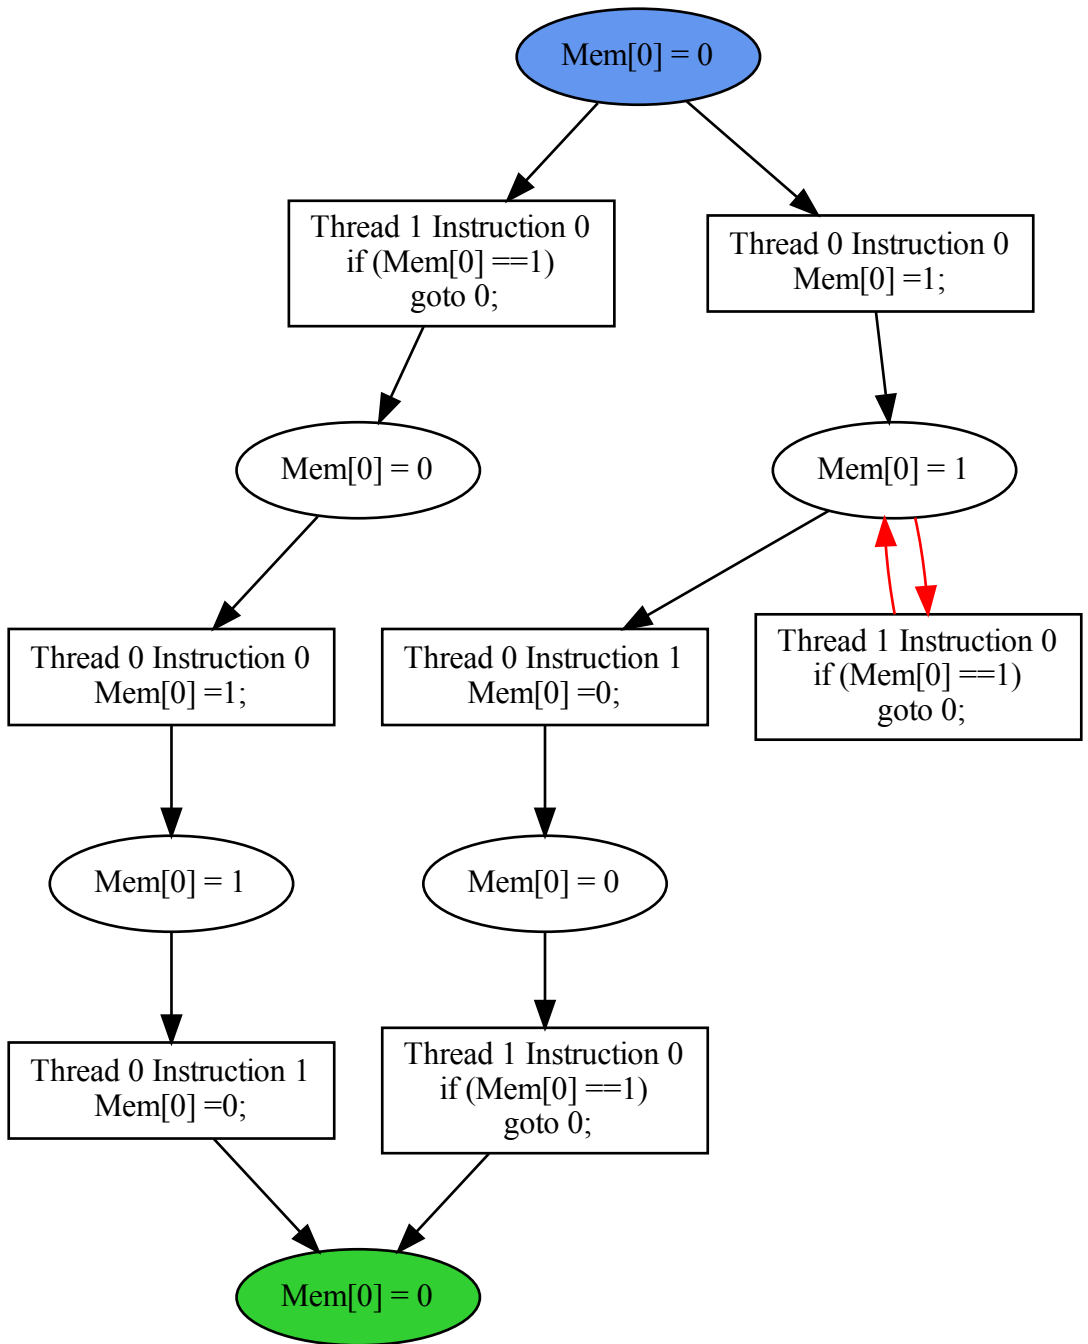 Mem[0] = 0
Thread 1 Instruction 0
if (Mem[0] ==1)
goto 0;
Thread 0 Instruction 0
Mem[0] =1;
Mem[0] = 0
Mem[0] = 1
Thread 0 Instruction 0
Mem[0] =1;
Thread 0 Instruction 1
Mem[0] =0;
Thread 1 Instruction 0
if (Mem[0] ==1)
goto 0;
Mem[0] = 1
Mem[0] = 0
Thread 0 Instruction 1
Mem[0] =0;
Thread 1 Instruction 0
if (Mem[0] ==1)
goto 0;
Mem[0] = 0